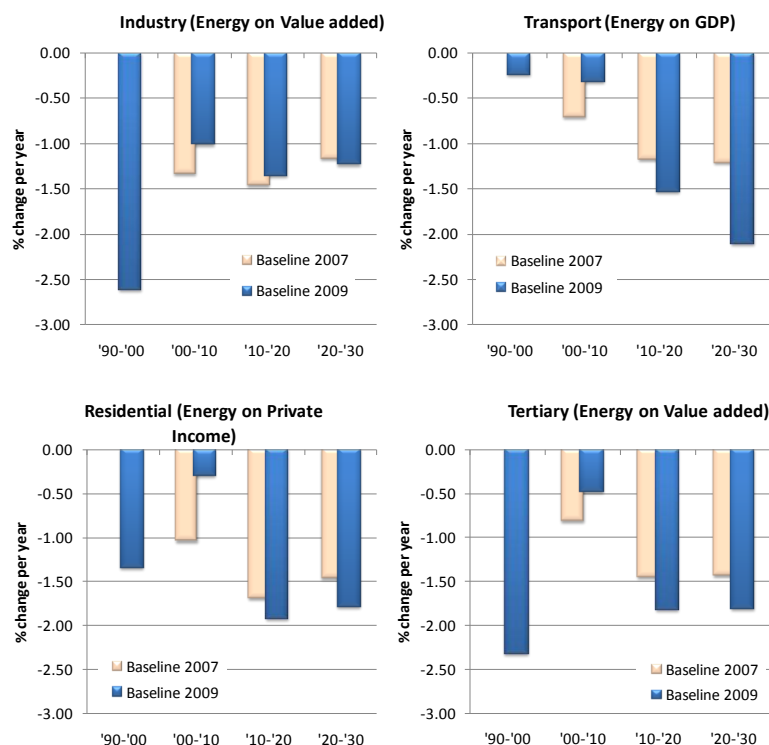 Industry (Energy on Value added)
0.00
-0.50
-1.00
-1.50
-2.00
-2.50
-3.00
% change per year
Baseline 2007
Baseline 2009
'90-'00
'00-'10
'10-'20
'20-'30
Transport (Energy on GDP)
0.00
-0.50
-1.00
-1.50
-2.00
-2.50
-3.00
% change per year
Baseline 2007
Baseline 2009
'90-'00
'00-'10
'10-'20
'20-'30
Residential (Energy on Private
Income)
0.00
-0.50
-1.00
-1.50
-2.00
-2.50
-3.00
% change per year
Baseline 2007
Baseline 2009
'90-'00
'00-'10
'10-'20
'20-'30
Tertiary (Energy on Value added)
0.00
-0.50
-1.00
-1.50
-2.00
-2.50
-3.00
% change per year
Baseline 2007
Baseline 2009
'90-'00
'00-'10
'10-'20
'20-'30